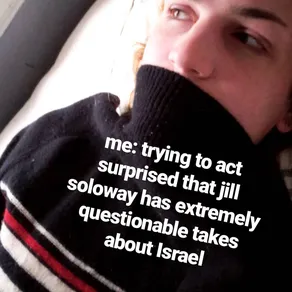 me: trying to act
surprised that jill
soloway has extremely
questionable takes
about Israel